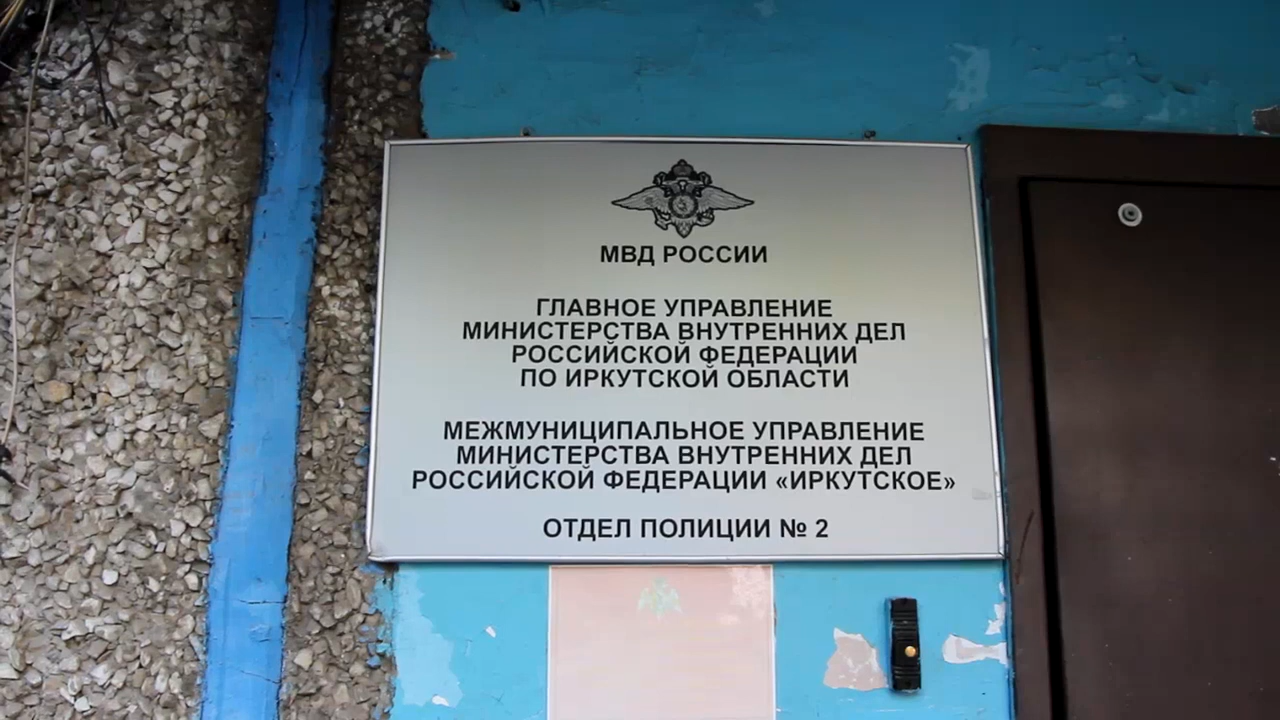 МВД РОССИИ
ГЛАВНОЕ УПРАВЛЕНИЕ
МИНИСТЕРСТВА ВНУТРЕННИХ ДЕЛ
РОССИЙСКОЙ ФЕДЕРАЦИИ
ПО ИРКУТСКОЙ ОБЛАСТИ
МЕЖМУНИЦИПАЛЬНОЕ УПРАВЛЕНИЕ
МИНИСТЕРСТВА ВНУТРЕННИХ ДЕЛ
РОССИЙСКОЙ ФЕДЕРАЦИИ «ИРКУТСКОЕ»
ОТДЕЛ ПОЛИЦИИ № 2